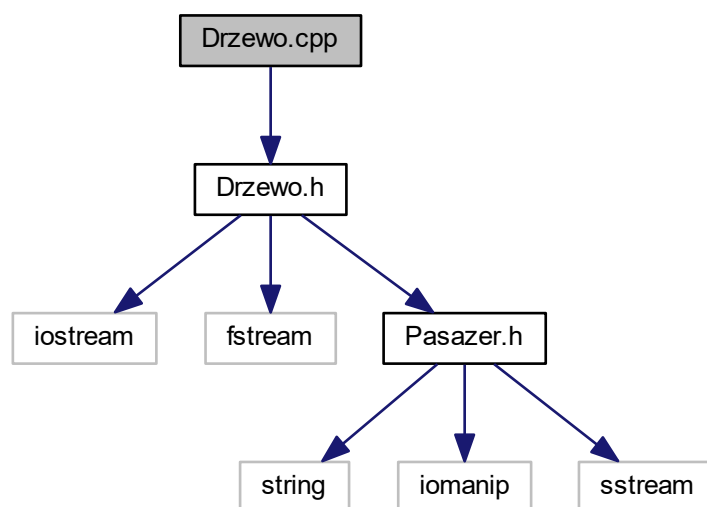 Drzewo.cpp
Drzewo.h
iostream
fstream
Pasazer.h
string
iomanip
sstream